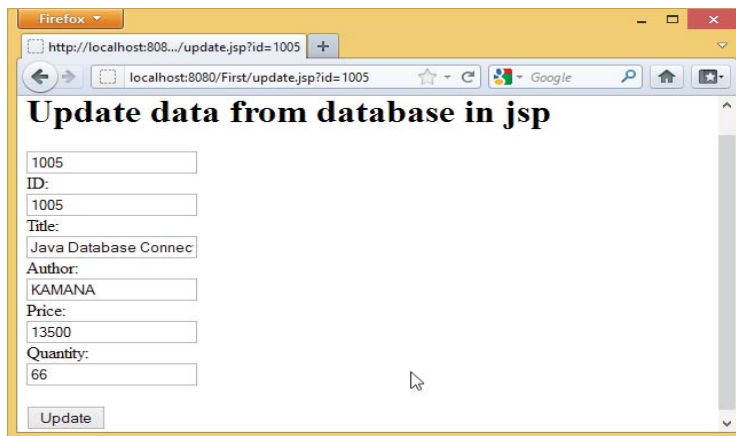 Firefox
http://localhost:808.../update.jsp?id=1005
localhost:8080/First/update.jsp?id=1005
Google
Update data from database in jsp
1005
ID:
1005
Title:
Java Database Connec
Author:
KAMANA
Price:
13500
Quantity:
66
Update